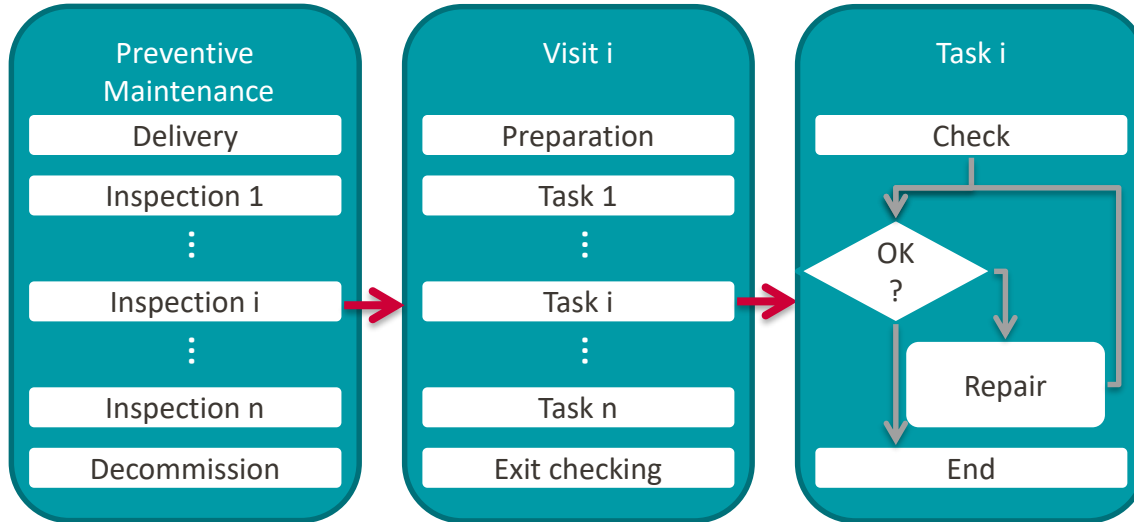 Preventive
Maintenance
Delivery
Inspection 1
⋮
Inspection i
⋮
Inspection n
Decommission
Visit i
Preparation
Task 1
⋮
Task i
⋮
Task n
Exit checking
Task i
Check
OK
?
Repair
End